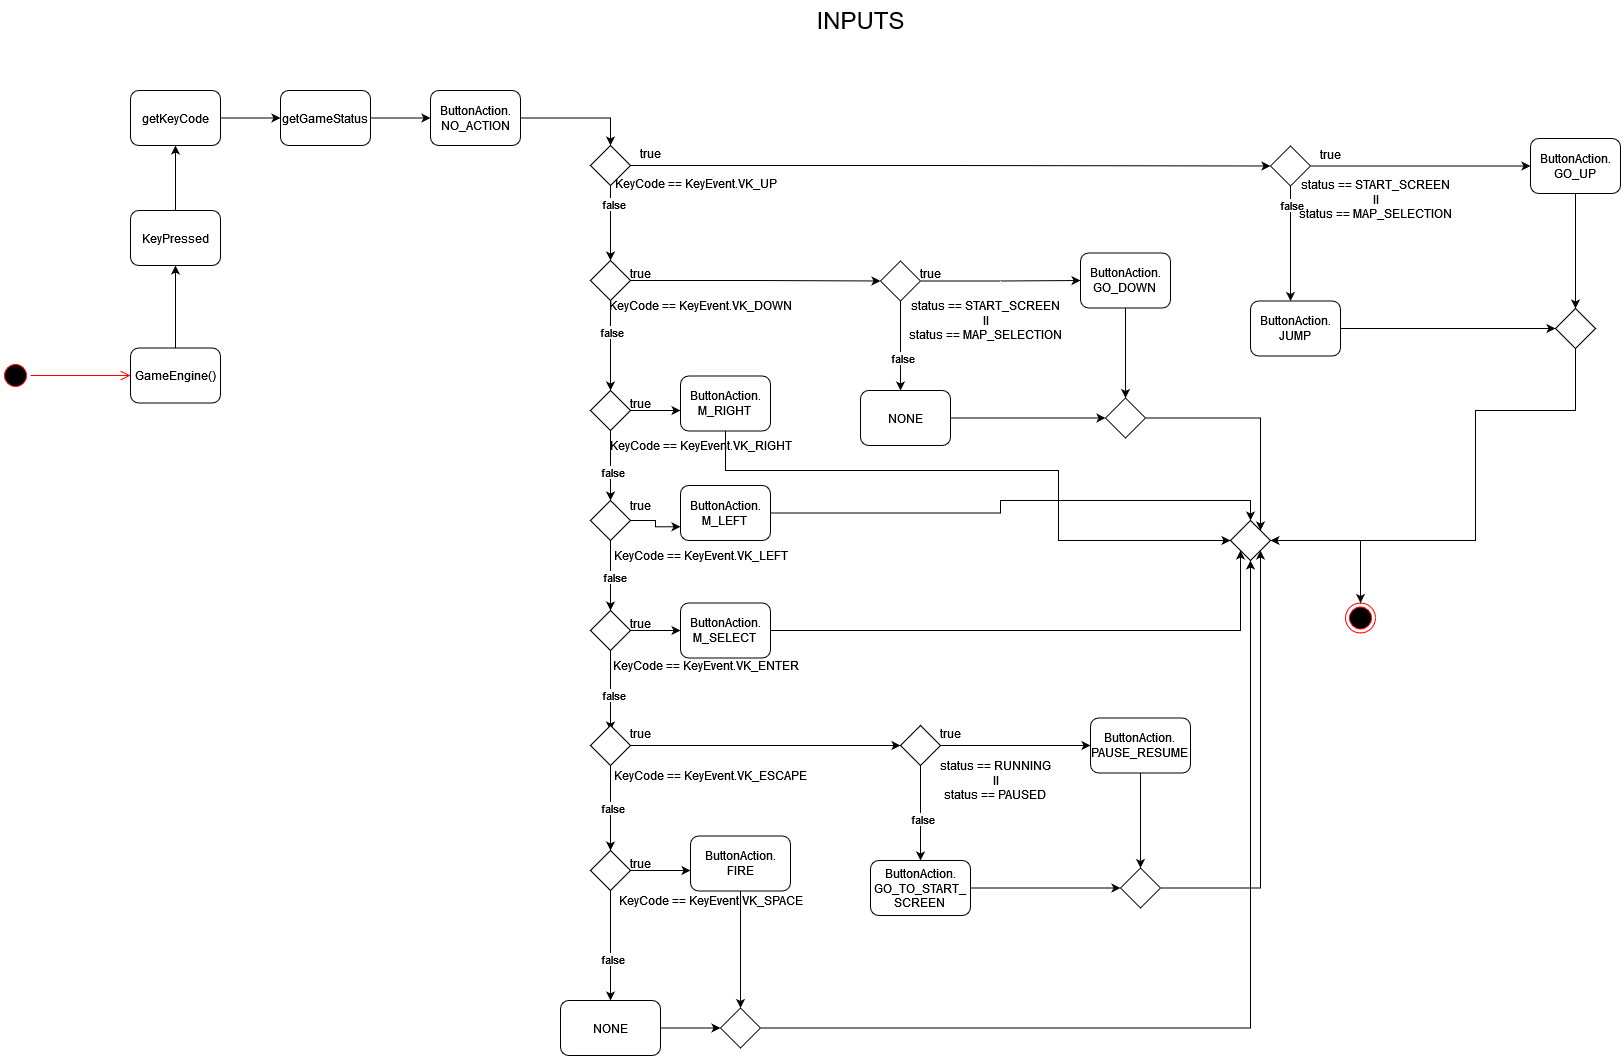 INPUTS
getKeyCode
getGameStatus
ButtonAction.
NO_ACTION
true
KeyCode == KeyEvent.VK_UP
false
true
status == START_SCREEN
II
status == MAP_SELECTION
false
ButtonAction.
GO_UP
KeyPressed
true
KeyCode == KeyEvent.VK_DOWN
false
true
status == START_SCREEN
II
status == MAP_SELECTION
false
ButtonAction.
GO_DOWN
ButtonAction.
JUMP
GameEngine()
true
ButtonAction.
M_RIGHT
KeyCode == KeyEvent.VK_RIGHT
false
NONE
true
ButtonAction.
M_LEFT
KeyCode == KeyEvent.VK_LEFT
false
true
ButtonAction.
M_SELECT
KeyCode == KeyEvent.VK_ENTER
false
true
KeyCode == KeyEvent.VK_ESCAPE
false
true
status == RUNNING
II
status == PAUSED
false
ButtonAction.
PAUSE_RESUME
true
ButtonAction.
FIRE
KeyCode == KeyEvent.VK_SPACE
false
ButtonAction.
GO_TO_START_
SCREEN
NONE